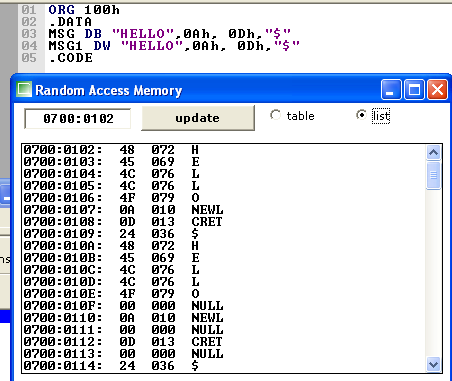 01 ORG 100h
02 .DATA
03 MSG DB "HELLO",0Ah, 0Dh,"$"
04 MSG1 DW "HELLO",0Ah, 0Dh,"$"
05 .CODE
Random Access Memory
0700:0102 update table list
0700:0102: 48 072 H
0700:0103: 45 069 E
0700:0104: 4C 076 L
0700:0105: 4C 076 L
0700:0106: 4F 079 O
0700:0107: 0A 010 NEWL
0700:0108: 0D 013 CRET
0700:0109: 24 036 $
0700:010A: 48 072 H
0700:010B: 45 069 E
0700:010C: 4C 076 L
0700:010D: 4C 076 L
0700:010E: 4F 079 O
0700:010F: 00 000 NULL
0700:0110: 0A 010 NEWL
0700:0111: 00 000 NULL
0700:0112: 0D 013 CRET
0700:0113: 00 000 NULL
0700:0114: 24 036 $